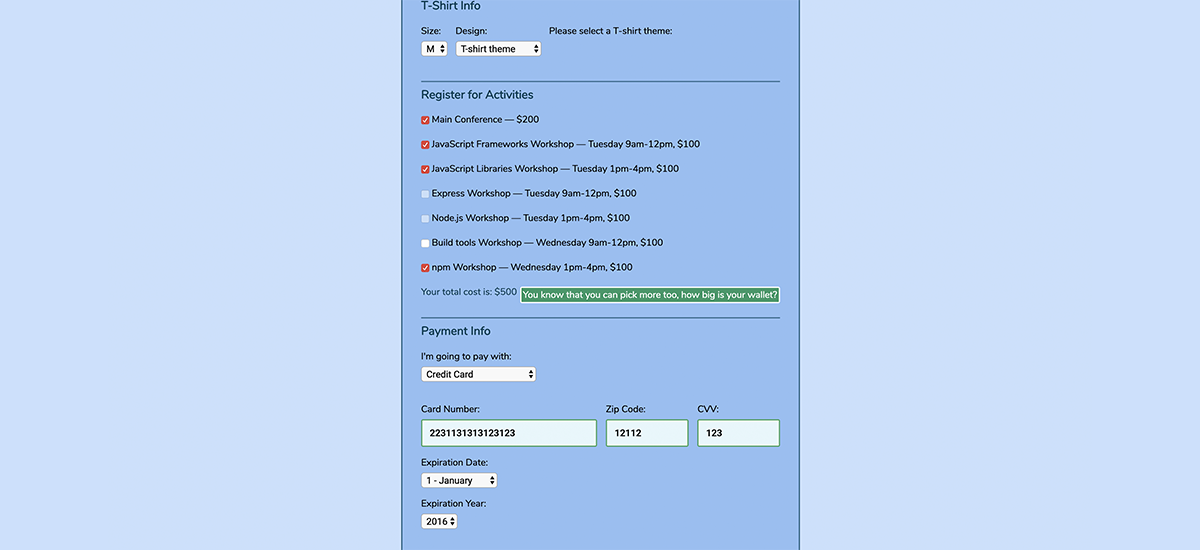 T-Shirt Info
Size: Design: Please select a T-shirt theme:
M T-shirt theme
Register for Activities
Main Conference — $200
JavaScript Frameworks Workshop — Tuesday 9am-12pm, $100
JavaScript Libraries Workshop — Tuesday 1pm-4pm, $100
Express Workshop — Tuesday 9am-12pm, $100
Node.js Workshop — Tuesday 1pm-4pm, $100
Build tools Workshop — Wednesday 9am-12pm, $100
npm Workshop — Wednesday 1pm-4pm, $100
Your total cost is: $500 You know that you can pick more too, how big is your wallet?
Payment Info
I'm going to pay with:
Credit Card
Card Number: Zip Code: CVV:
2231131313123123 12112 123
Expiration Date:
1 - January
Expiration Year:
2016